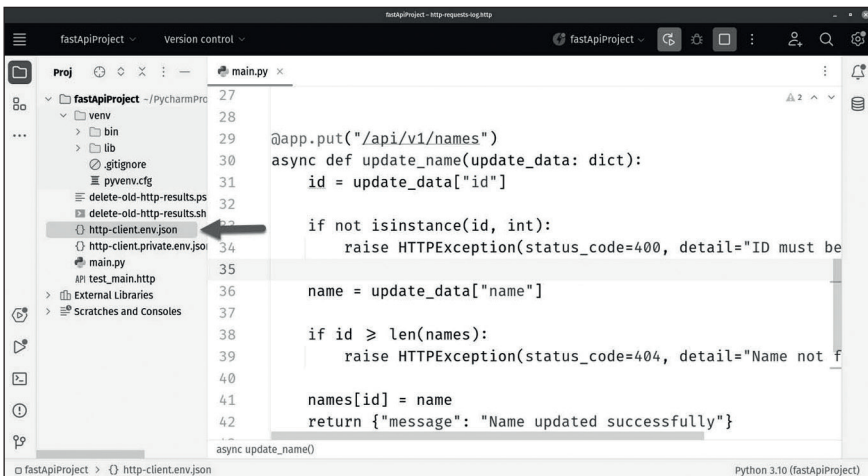 fastApiProject – http-requests-log.http
fastApiProject Version control fastApiProject
Proj
main.py
fastApiProject ~/PycharmPro
venv
bin
lib
.gitignore
pyvenv.cfg
delete-old-http-results.ps
delete-old-http-results.sh
http-client.env.json
http-client.private.env.jso
main.py
API test_main.http
External Libraries
Scratches and Consoles
2
27
28
29 @app.put("/api/v1/names")
30 async def update_name(update_data: dict):
31 id = update_data["id"]
32
33 if not isinstance(id, int):
34 raise HTTPException(status_code=400, detail="ID must be
35
36 name = update_data["name"]
37
38 if id ⩾ len(names):
39 raise HTTPException(status_code=404, detail="Name not f
40
41 names[id] = name
42 return {"message": "Name updated successfully"}
async update_name()
fastApiProject > {} http-client.env.json
Python 3.10 (fastApiProject)